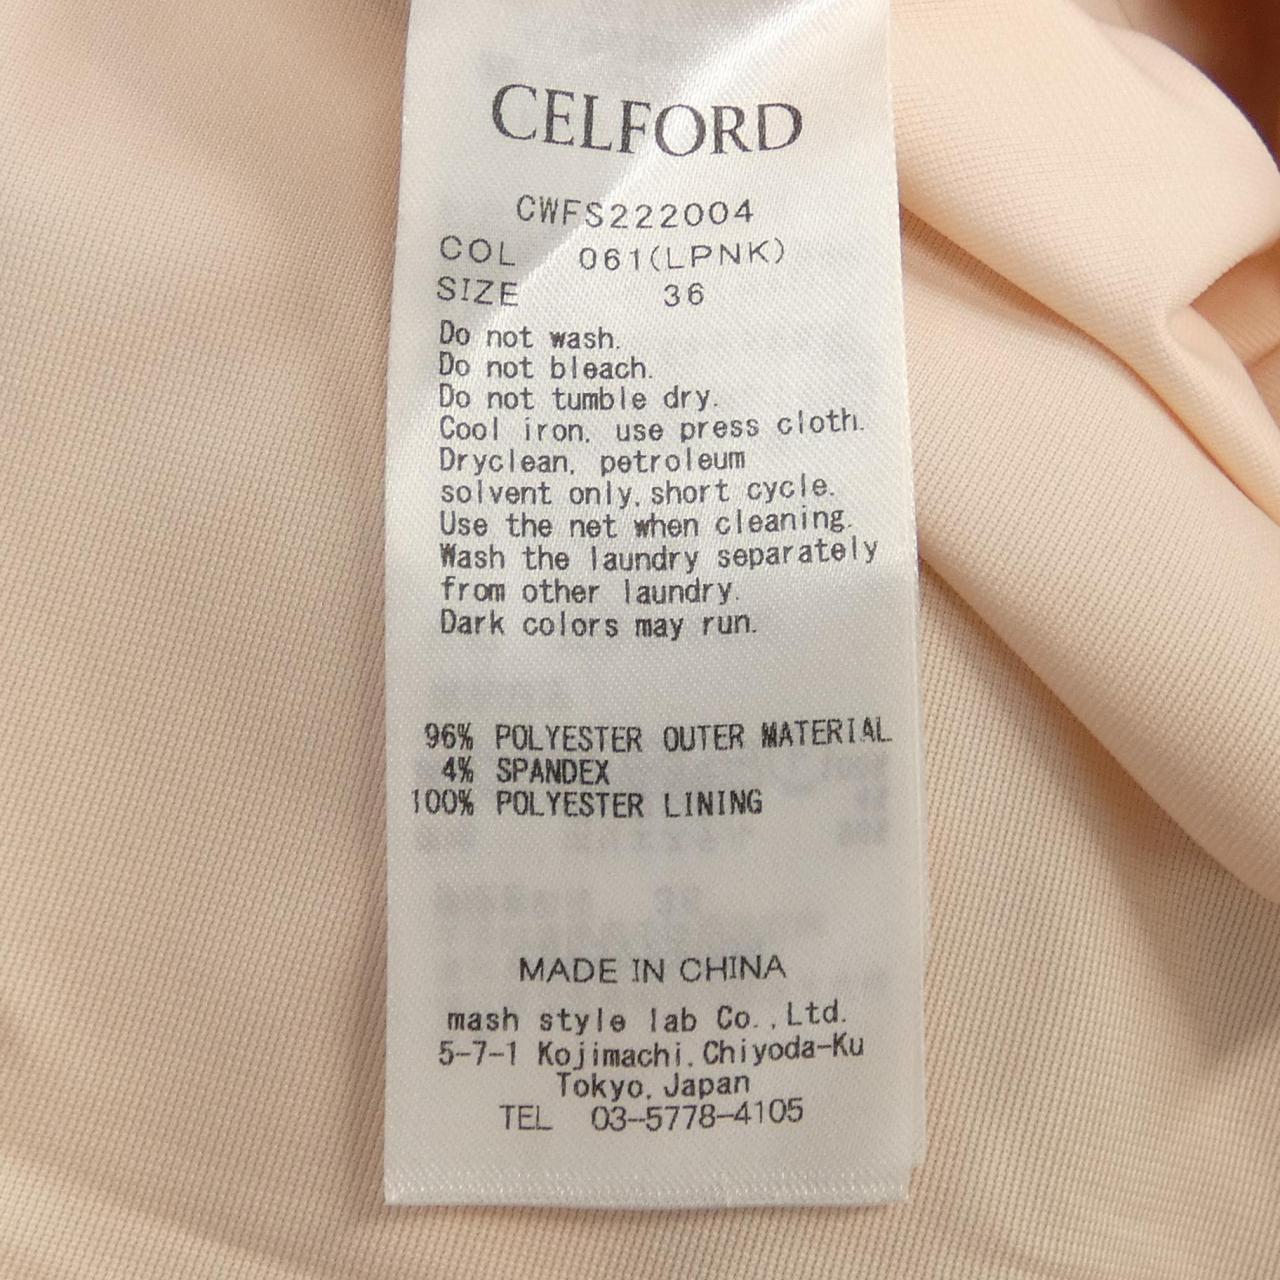 CELFORD
CWFS222004
COL 061(LPNK)
SIZE 36
Do not wash.
Do not bleach.
Do not tumble dry.
Cool iron, use press cloth.
Dryclean, petroleum
solvent only, short cycle.
Use the net when cleaning.
Wash the laundry separately
from other laundry.
Dark colors may run.
96% POLYESTER OUTER MATERIAL
4% SPANDEX
100% POLYESTER LINING
MADE IN CHINA
mash style lab Co.,Ltd.
5-7-1 Kojimachi, Chiyoda-Ku
Tokyo, Japan
TEL 03-5778-4105